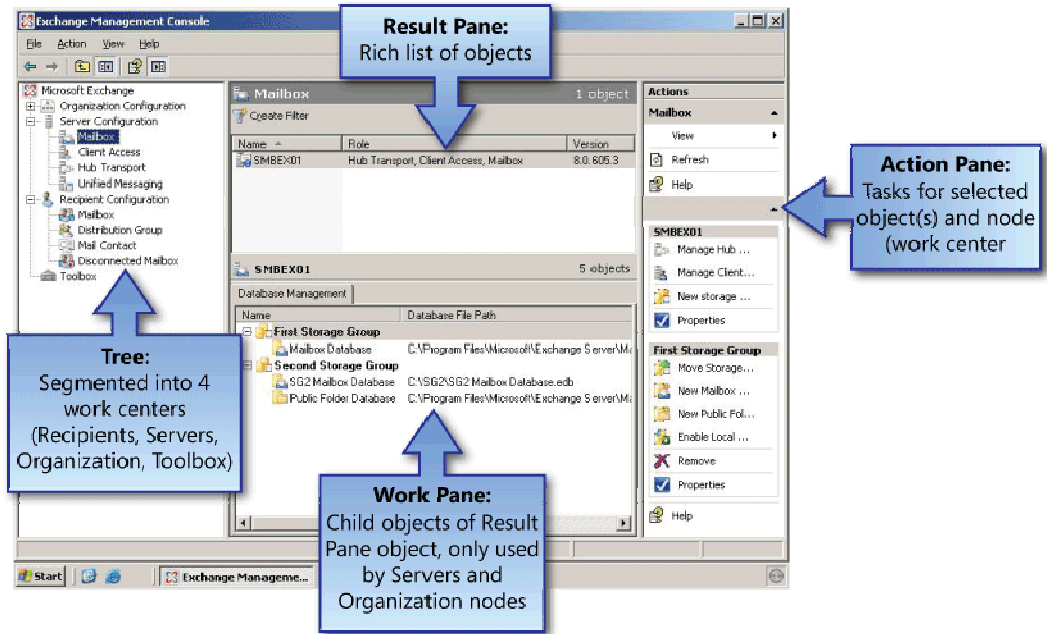 Exchange Management Console
File Action View Help
Result Pane:
Rich list of objects
Microsoft Exchange
Organization Configuration
Server Configuration
Mailbox
Client Access
Hub Transport
Unified Messaging
Recipient Configuration
Mailbox
Distribution Group
Mail Contact
Disconnected Mailbox
Toolbox
Tree:
Segmented into 4
work centers
(Recipients, Servers,
Organization, Toolbox)
Mailbox 1 object
Create Filter
Name Role Version
SIMBEX01 Hub Transport, Client Access, Mailbox 8.0.605.3
SIMBEX01 5 objects
Database Management
Name Database File Path
First Storage Group
Mailbox Database C:\Program Files\Microsoft\Exchange Server\Ma
Second Storage Group
SG2 Mailbox Database C:\SG2\SG2 Mailbox Database.edb
Public Folder Database C:\Program Files\Microsoft\Exchange Server\Ma
Work Pane:
Child objects of Result
Pane object, only used
by Servers and
Organization nodes
Actions
Mailbox
View
Refresh
Help
SMBEX01
Manage Hub ...
Manage Client...
New storage ...
Properties
First Storage Group
Move Storage...
New Mailbox ...
New Public Fol...
Enable Local ...
Remove
Properties
Help
Action Pane:
Tasks for selected
object(s) and node
(work center
Start
Exchange Manageme...